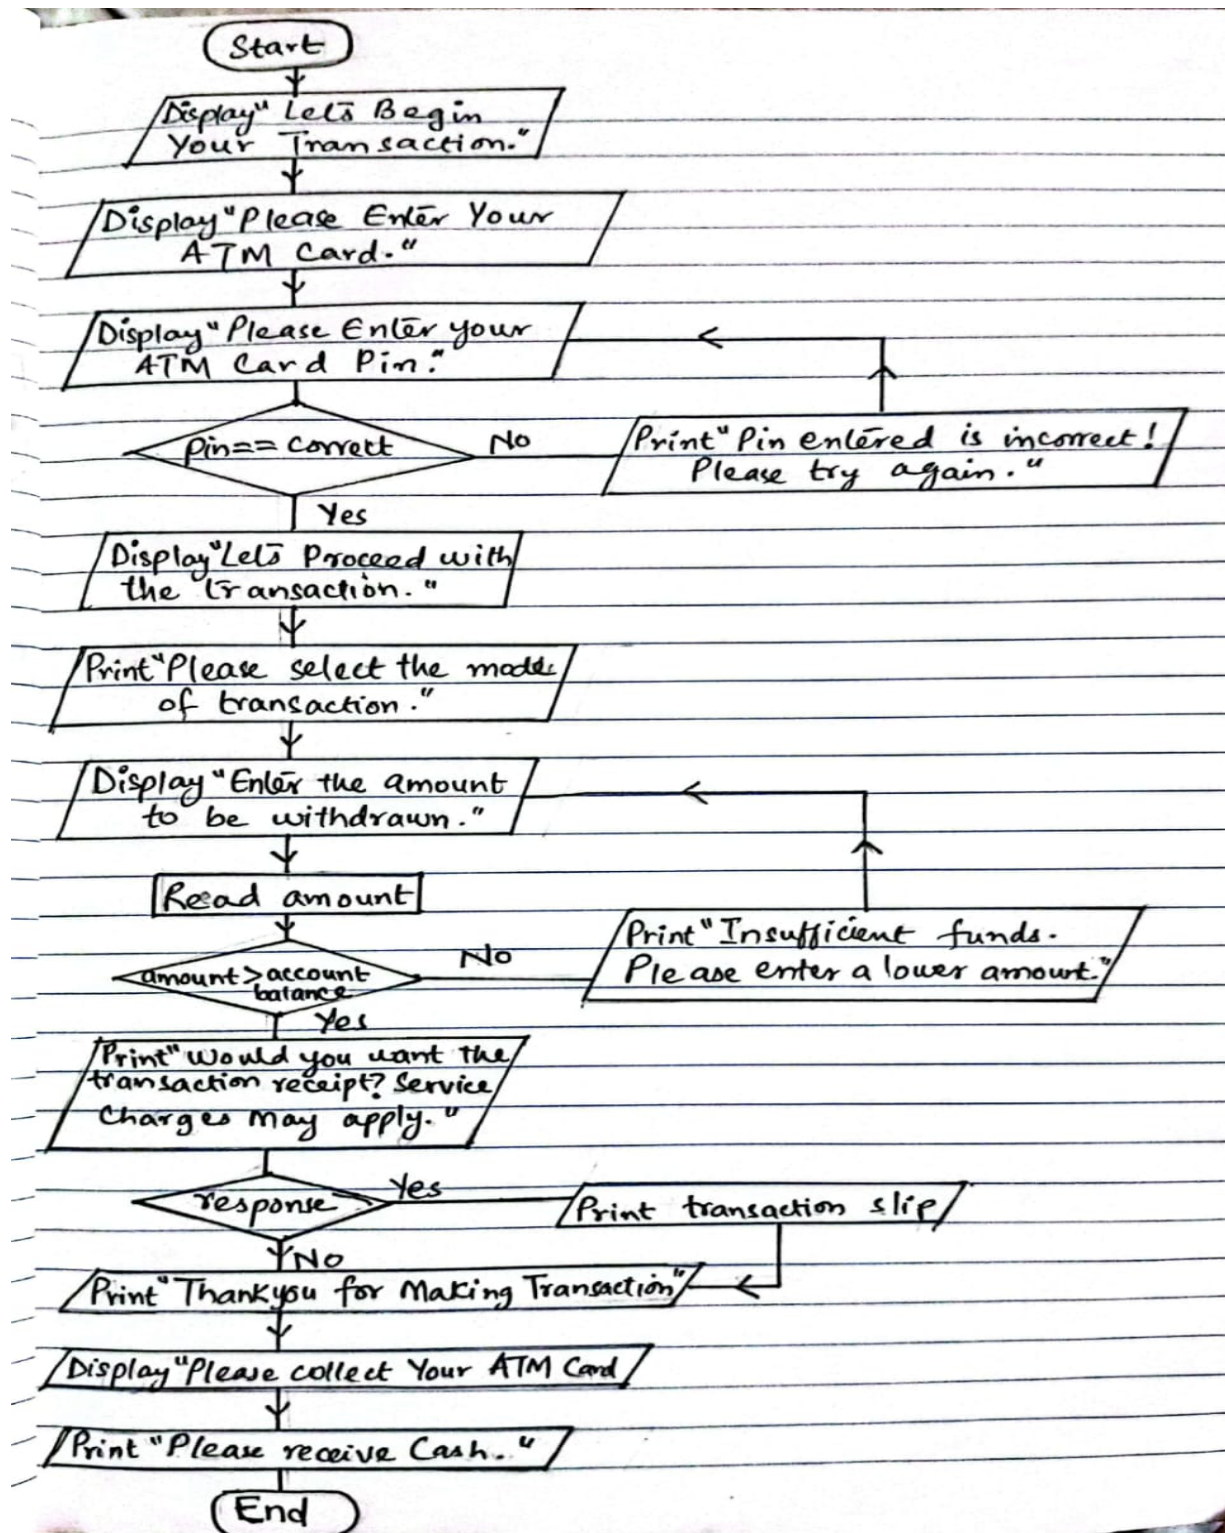 Start
Display "Lets Begin
Your Transaction."
Display "Please Enter Your
ATM Card."
Display "Please Enter your
ATM Card Pin."
pin== correct
No
Print "Pin entered is incorrect!
Please try again."
Yes
Display "Lets Proceed with
the transaction."
Print "Please select the mode
of transaction."
Display "Enter the amount
to be withdrawn."
Read amount
amount > account
balance
No
Print "Insufficient funds.
Please enter a lower amount."
Yes
Print "Would you want the
transaction receipt? Service
Charges may apply."
response
Yes
Print transaction slip
No
Print "Thankyou for Making Transaction"
Display "Please collect Your ATM Card
Print "Please receive Cash."
End